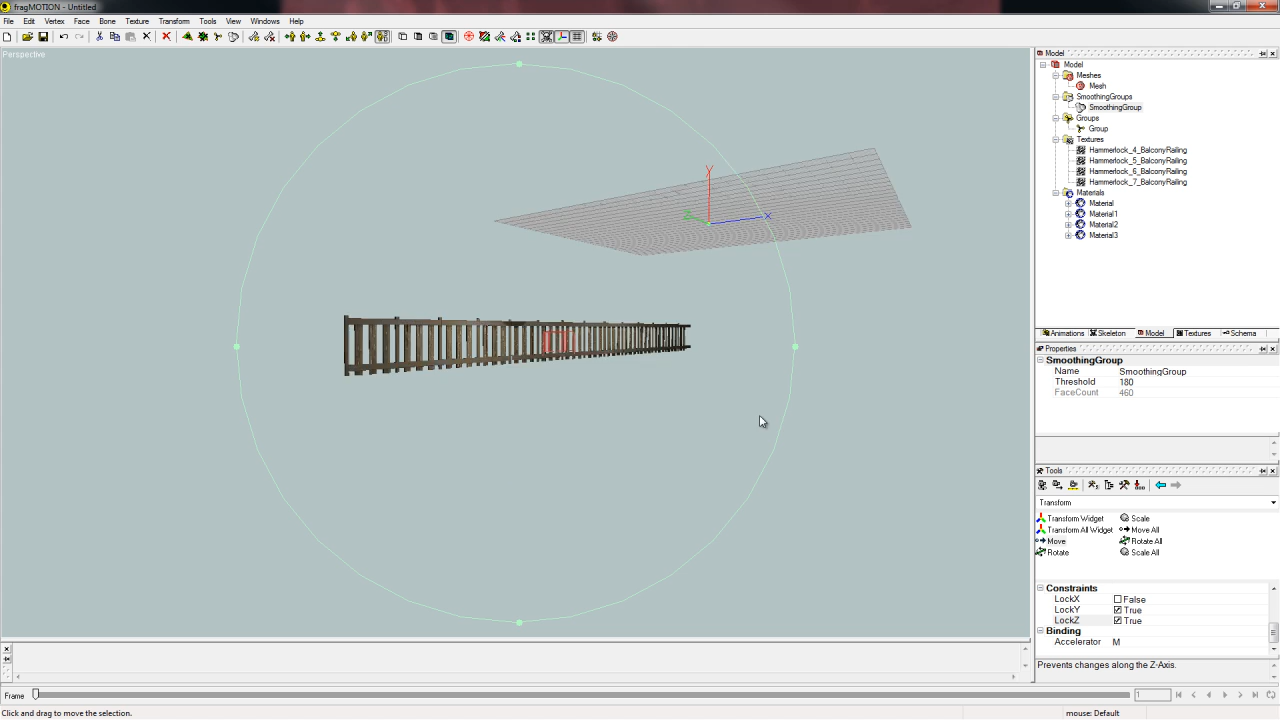 fragMOTION - Untitled
File Edit Vertex Face Bone Texture Transform Tools View Windows Help
Perspective
Y
Z
X
Model
Model
Meshes
Mesh
SmoothingGroups
SmoothingGroup
Groups
Group
Textures
Hammerlock_4_BalconyRailing
Hammerlock_5_BalconyRailing
Hammerlock_6_BalconyRailing
Hammerlock_7_BalconyRailing
Materials
Material
Material1
Material2
Material3
Animations Skeleton Model Textures Schema
Properties
SmoothingGroup
Name SmoothingGroup
Threshold 180
FaceCount 460
Tools
Transform
Transform Widget Scale
Transform All Widget Move All
Move Rotate All
Rotate Scale All
Constraints
LockX False
LockY True
LockZ True
Binding
Accelerator M
Prevents changes along the Z-Axis.
Frame 1
Click and drag to move the selection. mouse: Default